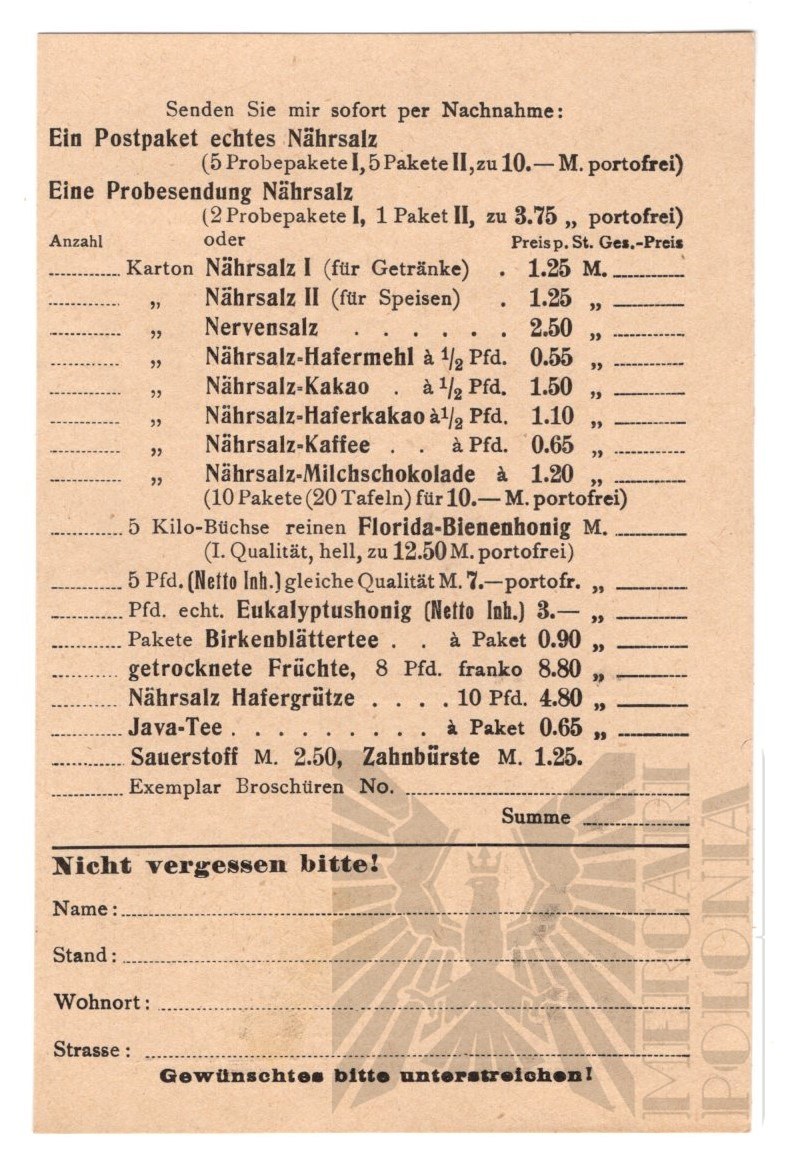 Senden Sie mir sofort per Nachnahme:
Ein Postpaket echtes Nährsalz
(5 Probepakete I, 5 Pakete II, zu 10.— M. portofrei)
Eine Probesendung Nährsalz
(2 Probepakete I, 1 Paket II, zu 3.75 „ portofrei)
Anzahl oder Preis p. St. Ges.-Preis
Karton Nährsalz I (für Getränke) . 1.25 M.
„ Nährsalz II (für Speisen) . 1.25 „
„ Nervensalz . . . . . . 2.50 „
„ Nährsalz-Hafermehl à 1/2 Pfd. 0.55 „
„ Nährsalz-Kakao . à 1/2 Pfd. 1.50 „
„ Nährsalz-Haferkakao à 1/2 Pfd. 1.10 „
„ Nährsalz-Kaffee . . à Pfd. 0.65 „
„ Nährsalz-Milchschokolade à 1.20 „
(10 Pakete (20 Tafeln) für 10.— M. portofrei)
5 Kilo-Büchse reinen Florida-Bienenhonig M.
(I. Qualität, hell, zu 12.50 M. portofrei)
5 Pfd. (Netto Inh.) gleiche Qualität M. 7.— portofr. „
Pfd. echt. Eukalyptushonig (Netto Inh.) 3.— „
Pakete Birkenblättertee . . à Paket 0.90 „
getrocknete Früchte, 8 Pfd. franko 8.80 „
Nährsalz Hafergrütze . . . . 10 Pfd. 4.80 „
Java-Tee . . . . . . . . . à Paket 0.65 „
Sauerstoff M. 2.50, Zahnbürste M. 1.25.
Exemplar Broschüren No.
Summe
Nicht vergessen bitte!
Name:
Stand:
Wohnort:
Strasse:
Gewünschtes bitte unterstreichen!
MERCARI
POLONIA